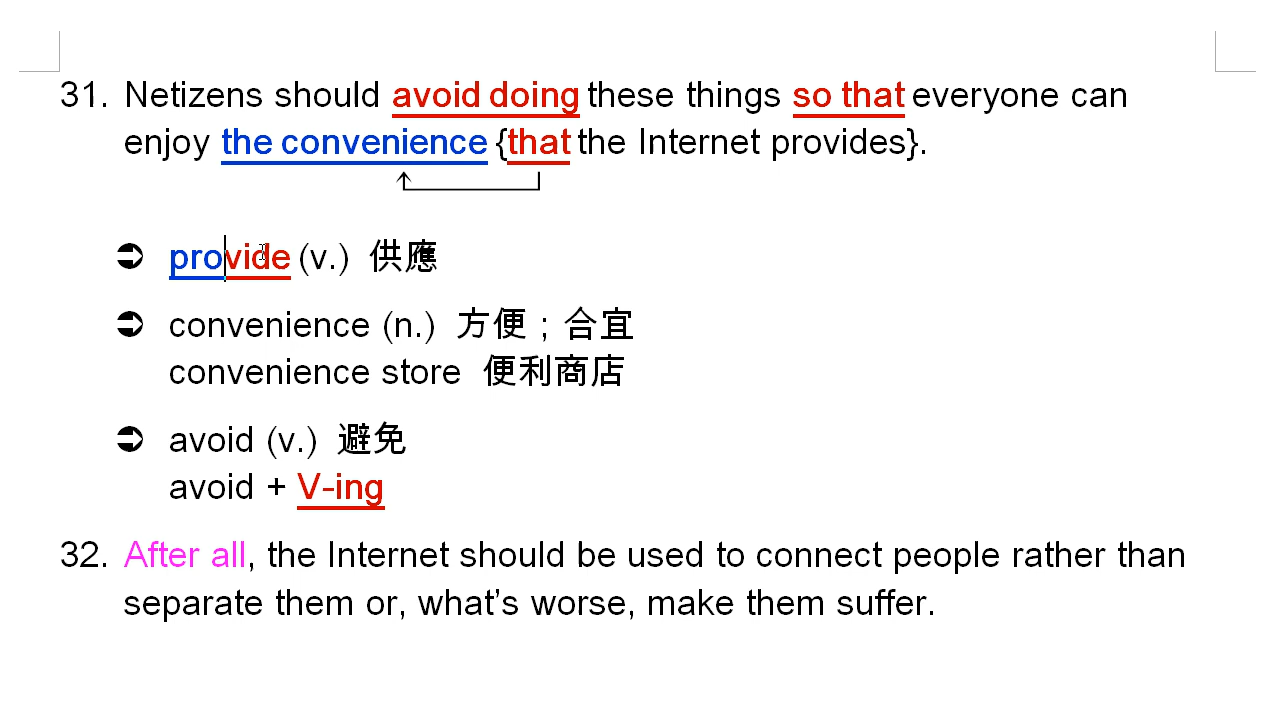 31. Netizens should avoid doing these things so that everyone can
enjoy the convenience {that the Internet provides}.
➲ provide (v.) 供應
➲ convenience (n.) 方便；合宜
convenience store 便利商店
➲ avoid (v.) 避免
avoid + V-ing
32. After all, the Internet should be used to connect people rather than
separate them or, what’s worse, make them suffer.